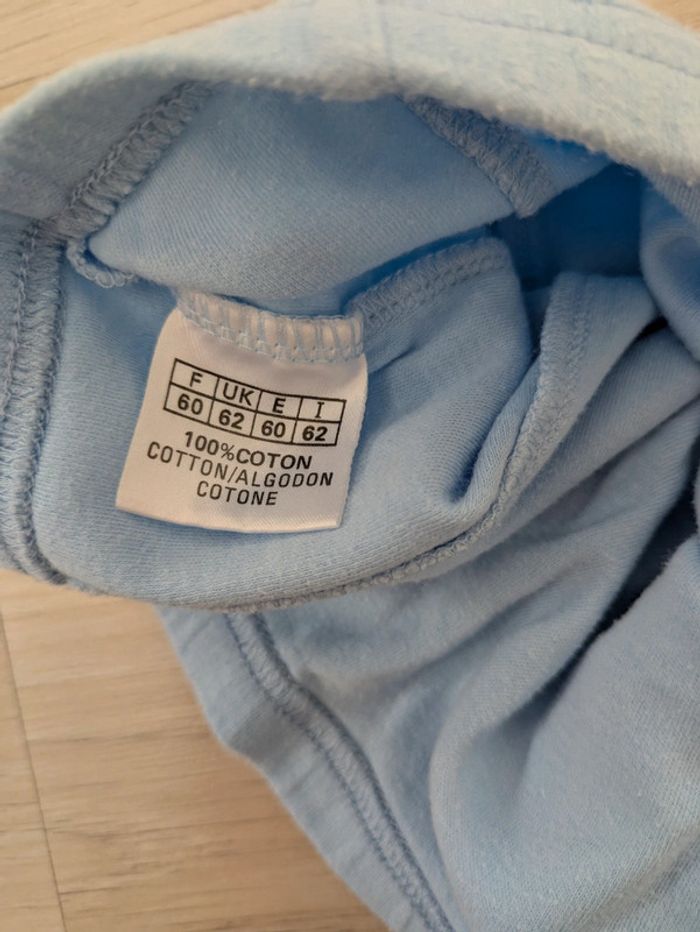 F UK E I
60 62 60 62
100%COTON
COTTON/ALGODON
COTONE